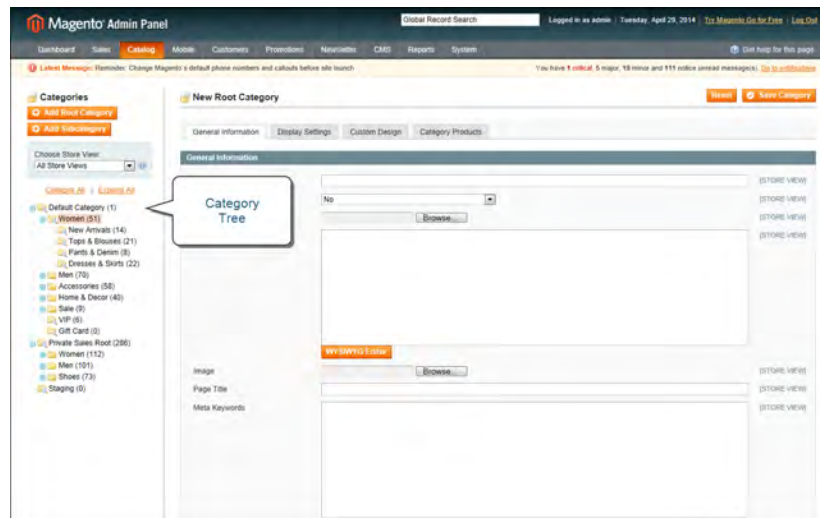 Magento® Admin Panel
Global Record Search
Logged in as admin | Tuesday, April 29, 2014 | Try Magento Go for Free | Log Out
Dashboard Sales Catalog Mobile Customers Promotions Newsletter CMS Reports System
Get help for this page
Latest Message: Reminder: Change Magento's default phone numbers and callouts before site launch
You have 1 critical, 5 major, 18 minor and 111 notice unread message(s). Go to notifications
Categories
Add Root Category
Add Subcategory
Choose Store View:
All Store Views
Collapse All | Expand All
Default Category (1)
Women (51)
New Arrivals (14)
Tops & Blouses (21)
Pants & Denim (8)
Dresses & Skirts (22)
Men (70)
Accessories (58)
Home & Decor (40)
Sale (9)
VIP (6)
Gift Card (0)
Private Sales Root (286)
Women (112)
Men (101)
Shoes (73)
Staging (0)
Category
Tree
New Root Category
Reset
Save Category
General Information
Display Settings
Custom Design
Category Products
General Information
[STORE VIEW]
No
[STORE VIEW]
Browse...
[STORE VIEW]
[STORE VIEW]
WYSIWYG Editor
Image
Browse...
[STORE VIEW]
Page Title
[STORE VIEW]
Meta Keywords
[STORE VIEW]